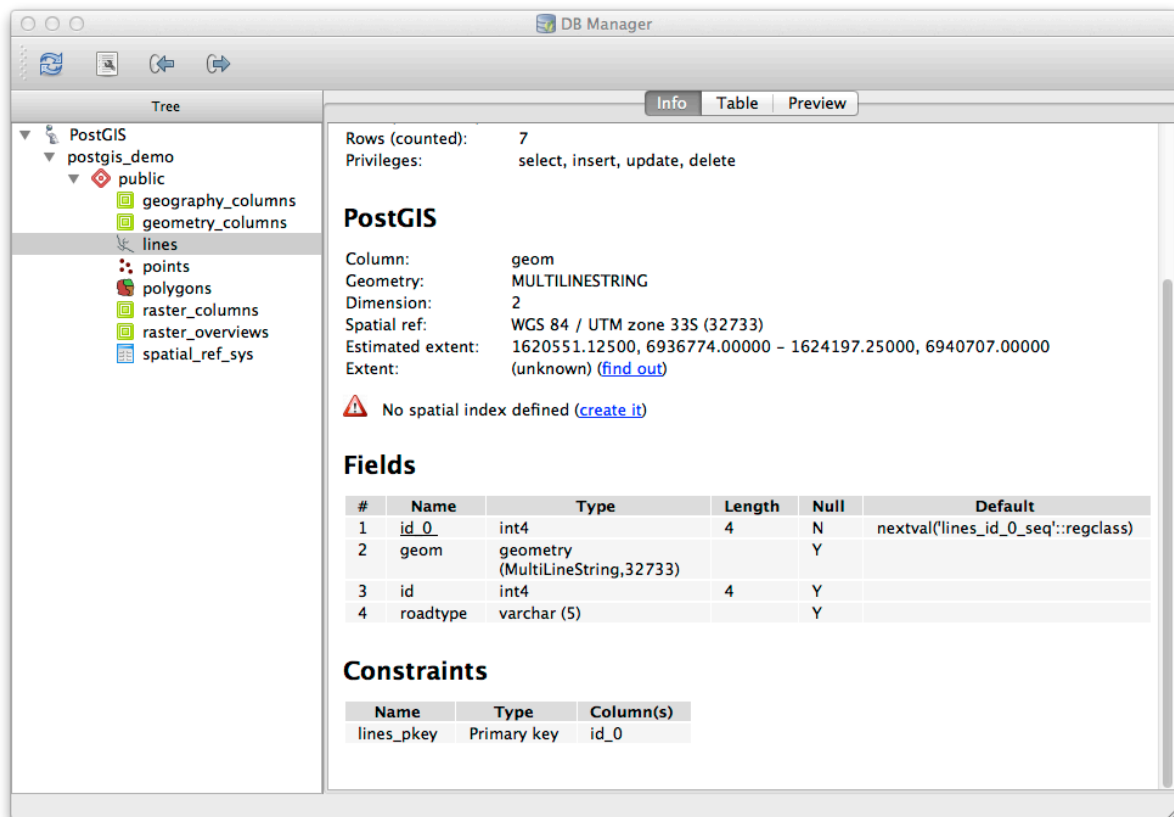 DB Manager
Tree
Info Table Preview
PostGIS
postgis_demo
public
geography_columns
geometry_columns
lines
points
polygons
raster_columns
raster_overviews
spatial_ref_sys
Rows (counted): 7
Privileges: select, insert, update, delete
PostGIS
Column: geom
Geometry: MULTILINESTRING
Dimension: 2
Spatial ref: WGS 84 / UTM zone 33S (32733)
Estimated extent: 1620551.12500, 6936774.00000 - 1624197.25000, 6940707.00000
Extent: (unknown) (find out)
No spatial index defined (create it)
Fields
# Name Type Length Null Default
1 id_0 int4 4 N nextval('lines_id_0_seq'::regclass)
2 geom geometry Y
(MultiLineString,32733)
3 id int4 4 Y
4 roadtype varchar (5) Y
Constraints
Name Type Column(s)
lines_pkey Primary key id_0